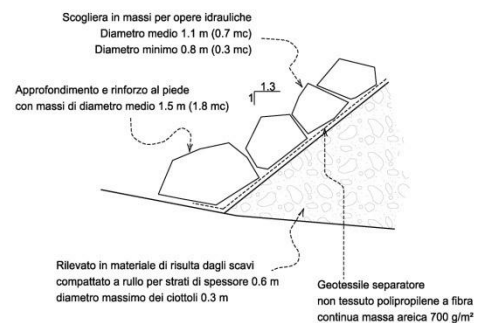 Scogliera in massi per opere idrauliche
Diametro medio 1.1 m (0.7 mc)
Diametro minimo 0.8 m (0.3 mc)
1.3
1
Approfondimento e rinforzo al piede
con massi di diametro medio 1.5 m (1.8 mc)
Rilevato in materiale di risulta dagli scavi
compattato a rullo per strati di spessore 0.6 m
diametro massimo dei ciottoli 0.3 m
Geotessile separatore
non tessuto polipropilene a fibra
continua massa areica 700 g/m²